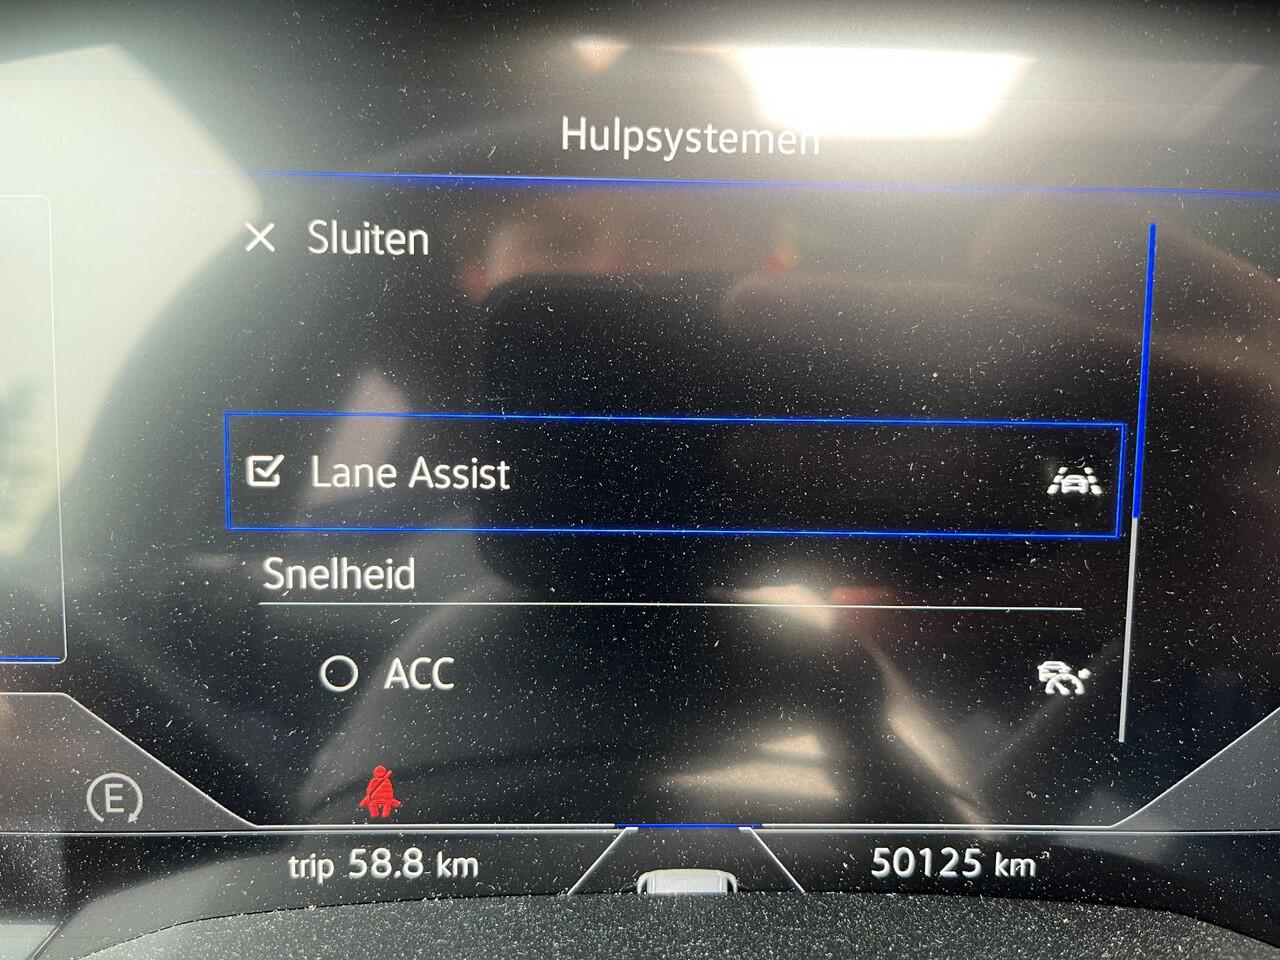 Hulpsystemen
Sluiten
Lane Assist
Snelheid
ACC
E
trip 58.8 km
50125 km